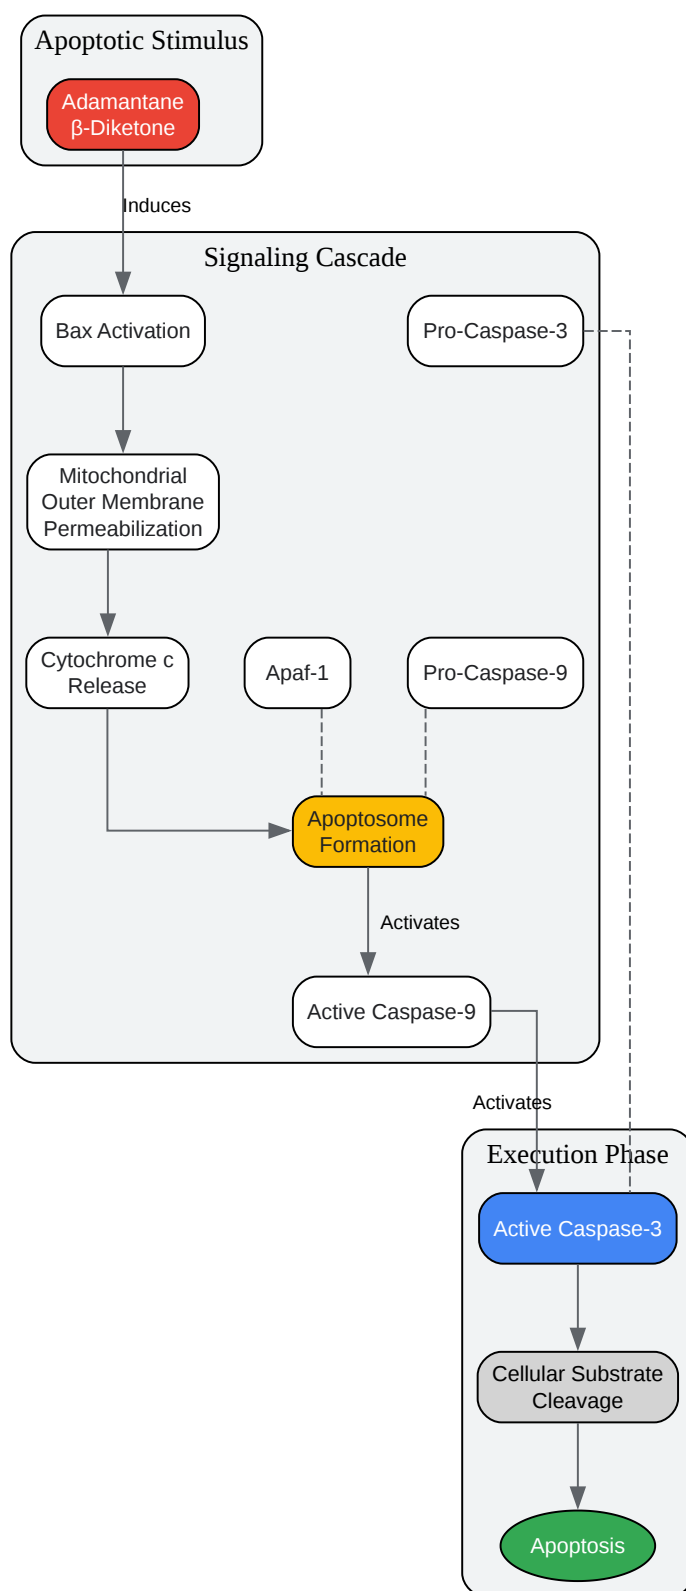 Apoptotic Stimulus
Adamantane
β-Diketone
Induces
Signaling Cascade
Bax Activation
Pro-Caspase-3
Mitochondrial
Outer Membrane
Permeabilization
Cytochrome c
Release
Apaf-1
Pro-Caspase-9
Apoptosome
Formation
Activates
Active Caspase-9
Activates
Execution Phase
Active Caspase-3
Cellular Substrate
Cleavage
Apoptosis